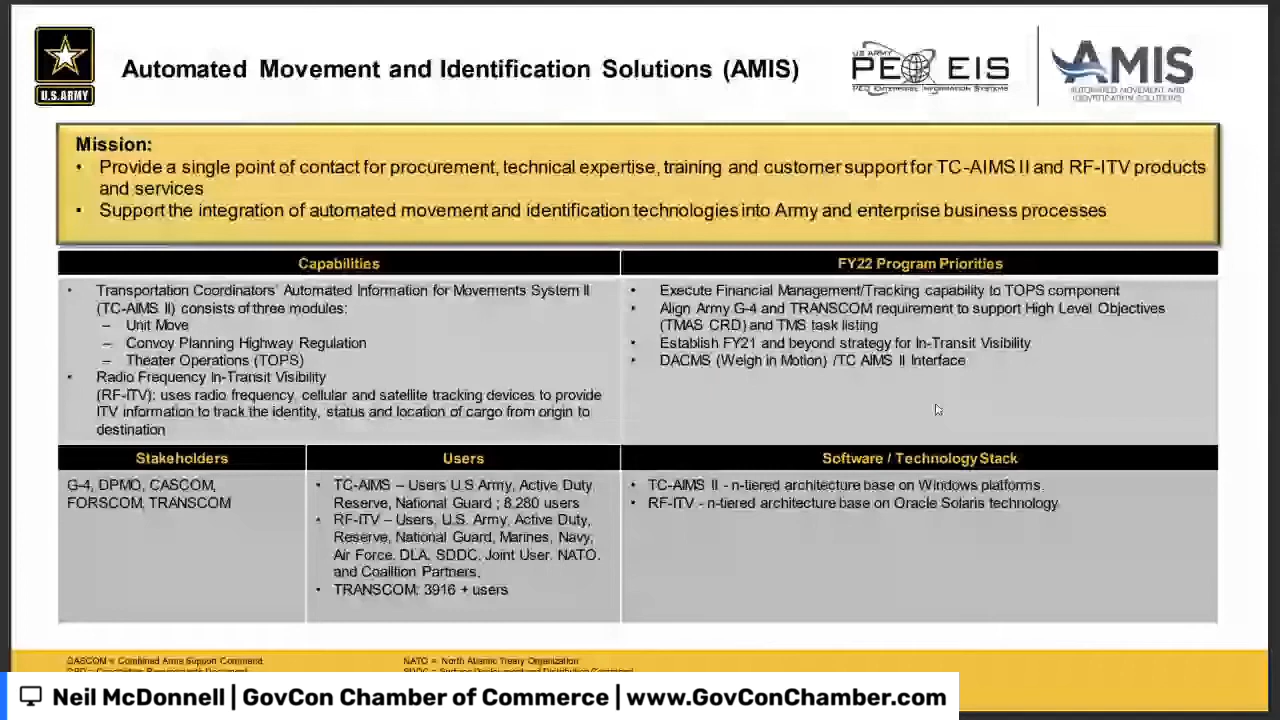 U.S.ARMY
Automated Movement and Identification Solutions (AMIS)
US ARMY
PEO EIS
PEO ENTERPRISE INFORMATION SYSTEMS
AMIS
AUTOMATED MOVEMENT AND
IDENTIFICATION SOLUTIONS
Mission:
• Provide a single point of contact for procurement, technical expertise, training and customer support for TC-AIMS II and RF-ITV products
and services
• Support the integration of automated movement and identification technologies into Army and enterprise business processes
Capabilities
• Transportation Coordinators' Automated Information for Movements System II
(TC-AIMS II) consists of three modules:
– Unit Move
– Convoy Planning Highway Regulation
– Theater Operations (TOPS)
• Radio Frequency In-Transit Visibility
(RF-ITV): uses radio frequency, cellular and satellite tracking devices to provide
ITV information to track the identity, status and location of cargo from origin to
destination
FY22 Program Priorities
• Execute Financial Management/Tracking capability to TOPS component
• Align Army G-4 and TRANSCOM requirement to support High Level Objectives
(TMAS CRD) and TMS task listing
• Establish FY21 and beyond strategy for In-Transit Visibility
• DACMS (Weigh in Motion) /TC AIMS II Interface
Stakeholders
G-4, DPMO, CASCOM,
FORSCOM, TRANSCOM
Users
• TC-AIMS – Users U.S Army, Active Duty,
Reserve, National Guard ; 8,280 users
• RF-ITV – Users, U.S. Army, Active Duty,
Reserve, National Guard, Marines, Navy,
Air Force, DLA, SDDC, Joint User, NATO,
and Coalition Partners,
• TRANSCOM: 3916 + users
Software / Technology Stack
• TC-AIMS II - n-tiered architecture base on Windows platforms.
• RF-ITV - n-tiered architecture base on Oracle Solaris technology
CASCOM = Combined Arms Support Command
NATO = North Atlantic Treaty Organization
Neil McDonnell | GovCon Chamber of Commerce | www.GovConChamber.com